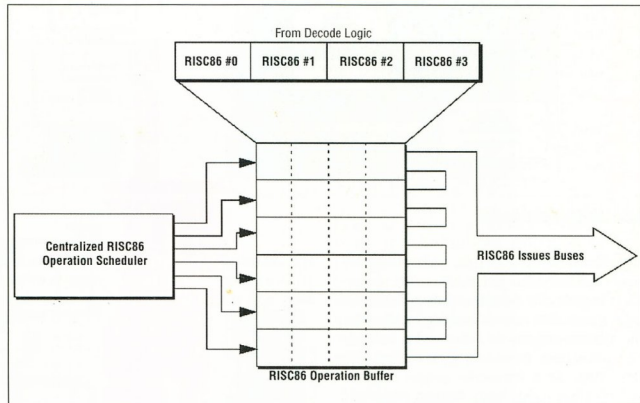 From Decode Logic
RISC86 #0 RISC86 #1 RISC86 #2 RISC86 #3
Centralized RISC86
Operation Scheduler
RISC86 Issues Buses
RISC86 Operation Buffer